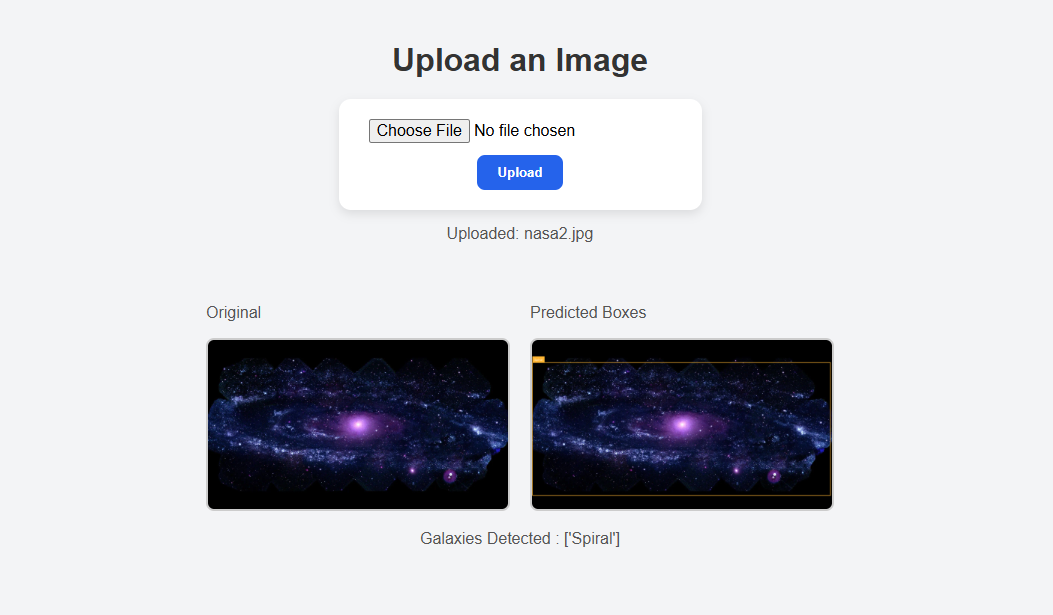 Upload an Image
Choose File No file chosen
Upload
Uploaded: nasa2.jpg
Original
Predicted Boxes
Galaxies Detected : ['Spiral']